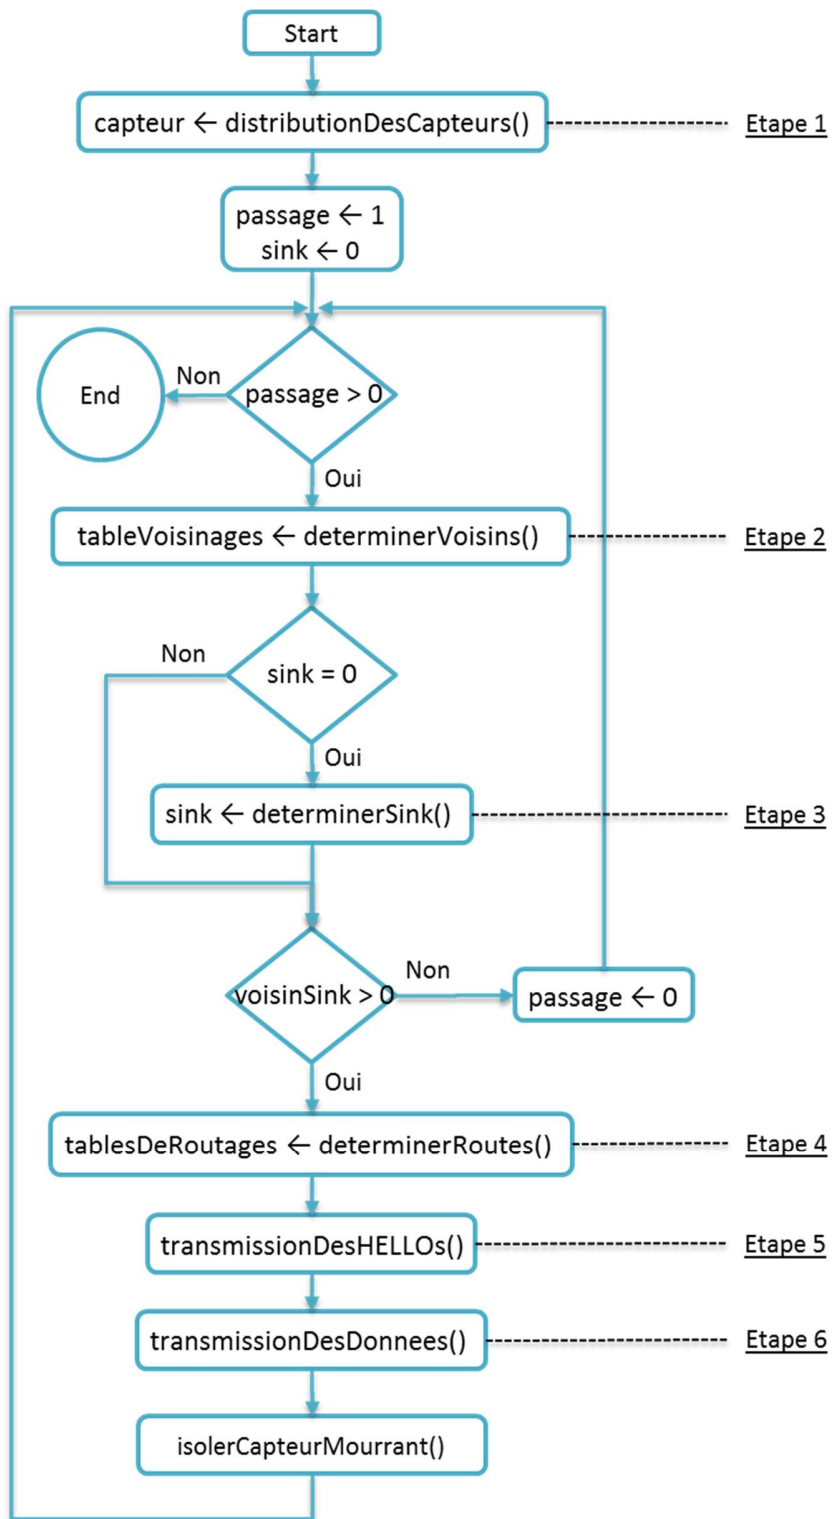 Start
capteur ← distributionDesCapteurs()
Etape 1
passage ← 1
sink ← 0
End
Non
passage > 0
Oui
tableVoisinages ← determinerVoisins()
Etape 2
Non
sink = 0
Oui
sink ← determinerSink()
Etape 3
voisinSink > 0
Non
passage ← 0
Oui
tablesDeRoutages ← determinerRoutes()
Etape 4
transmissionDesHELLOs()
Etape 5
transmissionDesDonnees()
Etape 6
isolerCapteurMourrant()